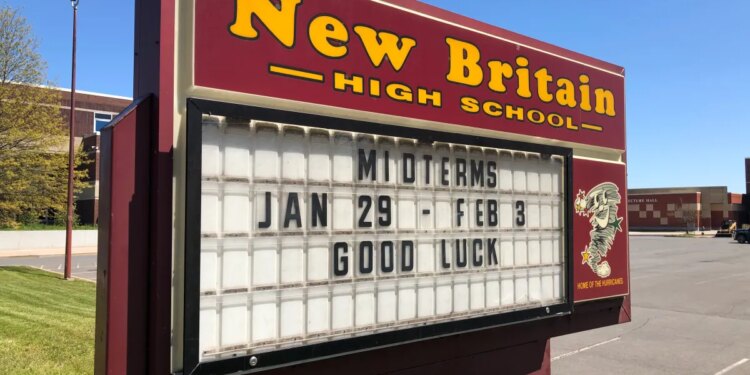 New Britain
HIGH SCHOOL
MIDTERMS
JAN 29 - FEB 3
GOOD LUCK
HOME OF THE HURRICANES